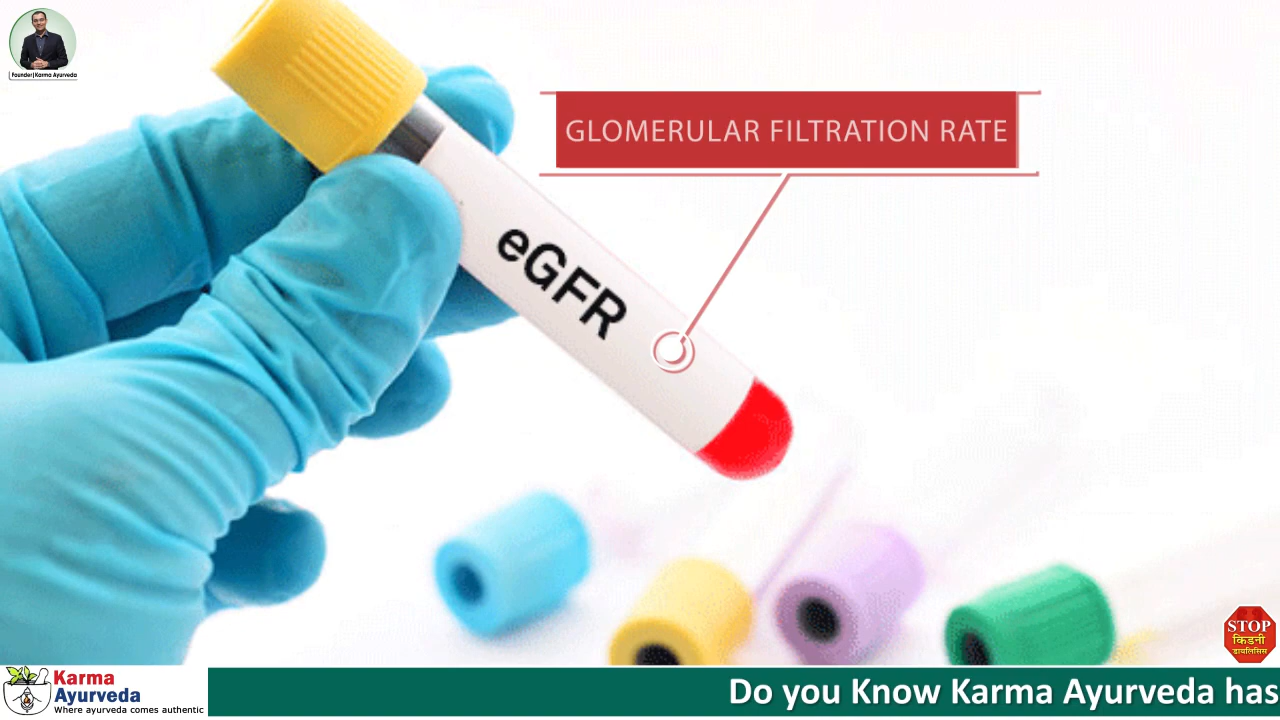 Founder|Karma Ayurveda
GLOMERULAR FILTRATION RATE
eGFR
STOP
किडनी
डायलिसिस
Karma
Ayurveda
Where ayurveda comes authentic
Do you Know Karma Ayurveda has